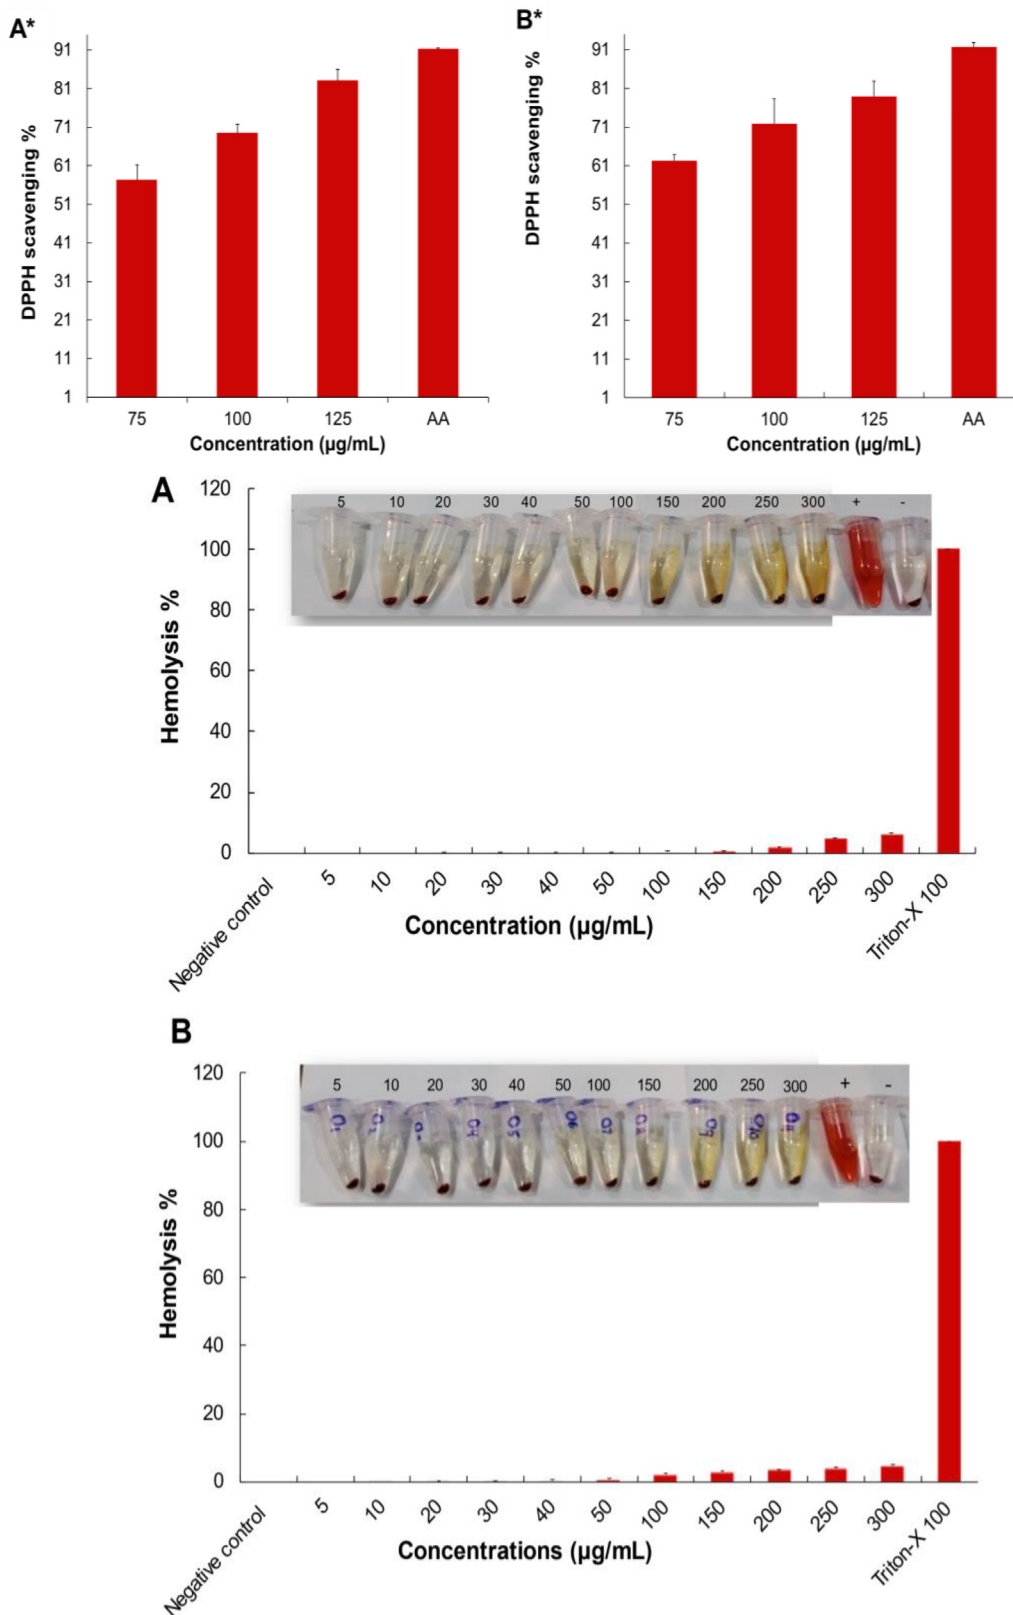 A*
DPPH scavenging %
91
81
71
61
51
41
31
21
11
1
75 100 125 AA
Concentration (µg/mL)
B*
DPPH scavenging %
91
81
71
61
51
41
31
21
11
1
75 100 125 AA
Concentration (µg/mL)
A
Hemolysis %
120
100
80
60
40
20
0
5 10 20 30 40 50 100 150 200 250 300 + -
Negative control 5 10 20 30 40 50 100 150 200 250 300 Triton-X 100
Concentration (µg/mL)
B
Hemolysis %
120
100
80
60
40
20
0
5 10 20 30 40 50 100 150 200 250 300 + -
Negative control 5 10 20 30 40 50 100 150 200 250 300 Triton-X 100
Concentrations (µg/mL)